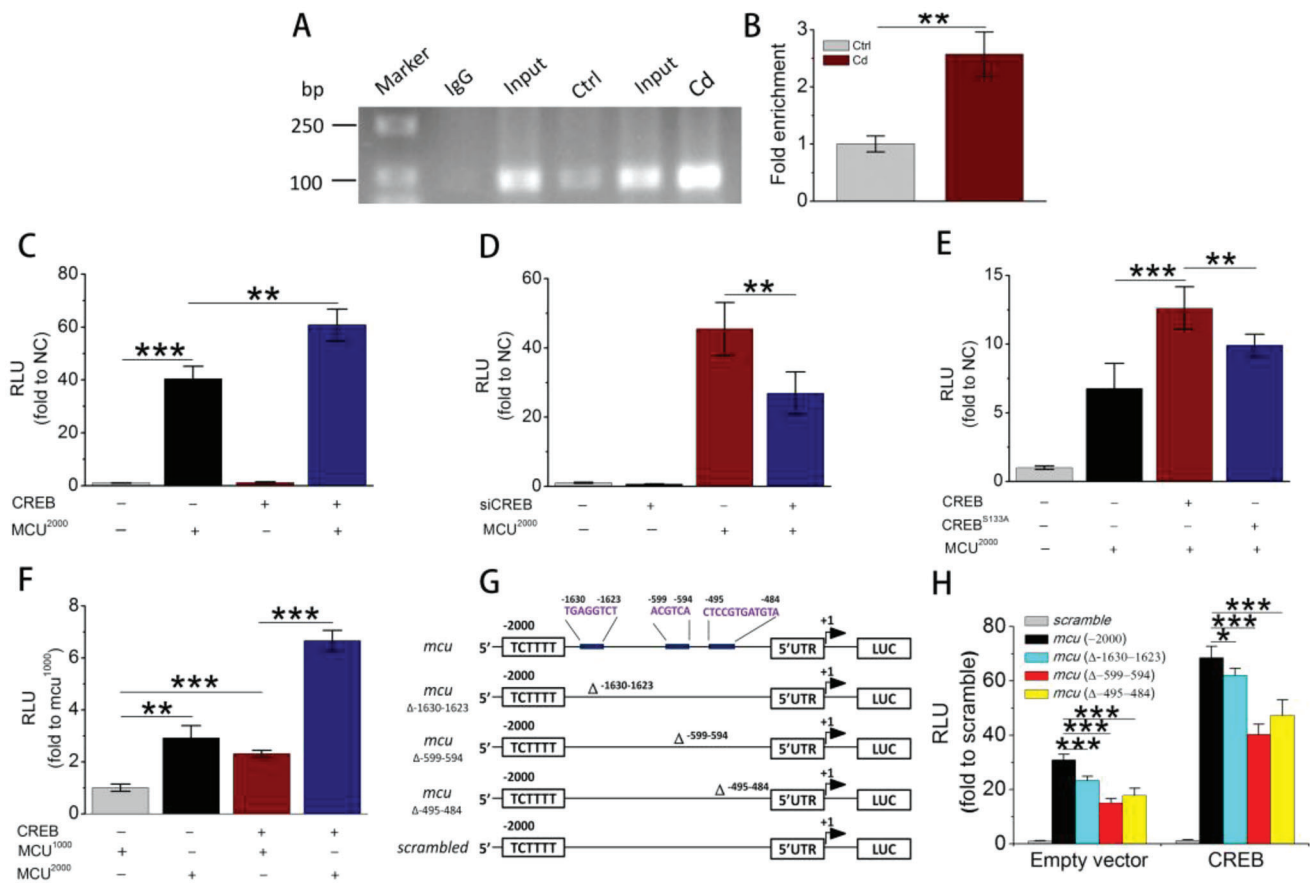 A
bp
Marker
IgG
Input
Ctrl
Input
Cd
250
100
B
Fold enrichment
3
2
1
0
Ctrl
Cd
**
C
RLU
(fold to NC)
80
60
40
20
0
***
**
CREB – – + +
MCU2000 – + – +
D
RLU
(fold to NC)
60
40
20
0
**
siCREB – + – +
MCU2000 – – + +
E
RLU
(fold to NC)
15
10
5
0
***
**
CREB – – + –
CREBS133A – – – +
MCU2000 – + + +
F
RLU
(fold to mcu1000)
8
6
4
2
0
**
***
***
CREB – – + +
MCU1000 + – + –
MCU2000 – + – +
G
-1630 -1623 -599 -594 -495 -484
TGAGGTCT ACGTCA CTCCGTGATGTA
-2000 +1
mcu 5' TCTTTT 5'UTR LUC
-2000 Δ -1630-1623 +1
mcu 5' TCTTTT 5'UTR LUC
Δ-1630-1623
-2000 Δ -599-594 +1
mcu 5' TCTTTT 5'UTR LUC
Δ-599-594
-2000 Δ -495-484 +1
mcu 5' TCTTTT 5'UTR LUC
Δ-495-484
-2000 +1
scrambled 5' TCTTTT 5'UTR LUC
H
RLU
(fold to scramble)
80
60
40
20
0
scramble
mcu (–2000)
mcu (Δ-1630–1623)
mcu (Δ–599–594)
mcu (Δ–495–484)
***
***
***
***
***
*
Empty vector CREB